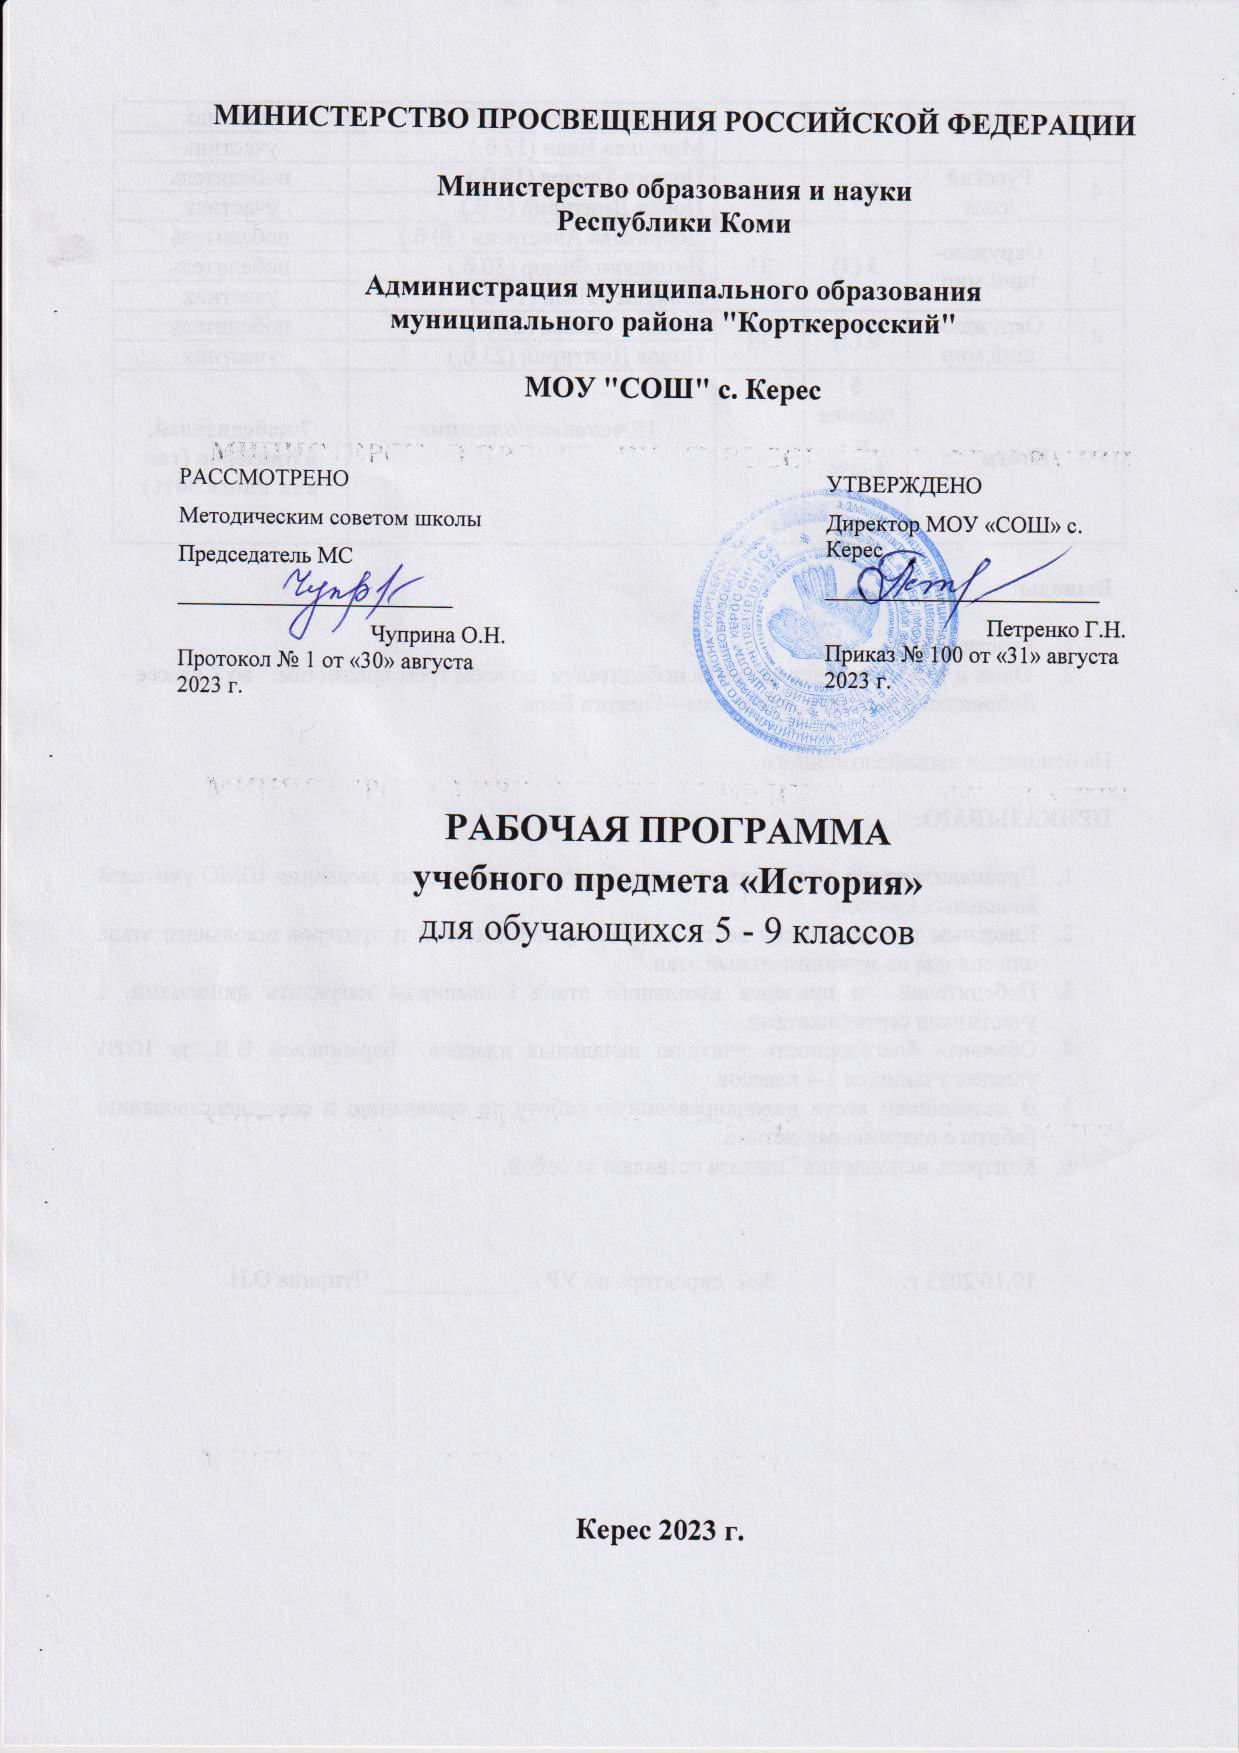 МИНИСТЕРСТВО ПРОСВЕЩЕНИЯ РОССИЙСКОЙ ФЕДЕРАЦИИ
Министерство образования и науки
Республики Коми
Администрация муниципального образования
муниципального района "Корткеросский"
МОУ "СОШ" с. Керес
РАССМОТРЕНО
Методическим советом школы
Председатель МС
Чуприна О.Н.
Протокол № 1 от «30» августа
2023 г.
УТВЕРЖДЕНО
Директор МОУ «СОШ» с.
Керес
Петренко Г.Н.
Приказ № 100 от «31» августа
2023 г.
РАБОЧАЯ ПРОГРАММА
учебного предмета «История»
для обучающихся 5 - 9 классов
Керес 2023 г.